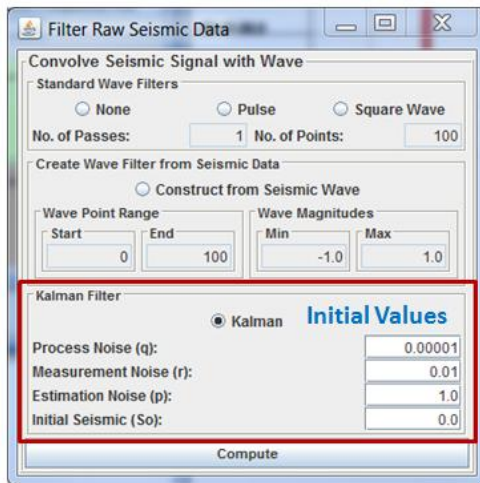 Filter Raw Seismic Data
Convolve Seismic Signal with Wave
Standard Wave Filters
None Pulse Square Wave
No. of Passes: 1 No. of Points: 100
Create Wave Filter from Seismic Data
Construct from Seismic Wave
Wave Point Range Wave Magnitudes
Start End Min Max
0 100 -1.0 1.0
Kalman Filter
Kalman Initial Values
Process Noise (q): 0.00001
Measurement Noise (r): 0.01
Estimation Noise (p): 1.0
Initial Seismic (So): 0.0
Compute